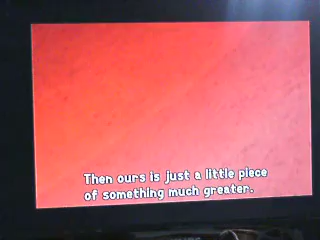 Then ours is just a little piece
of something much greater.